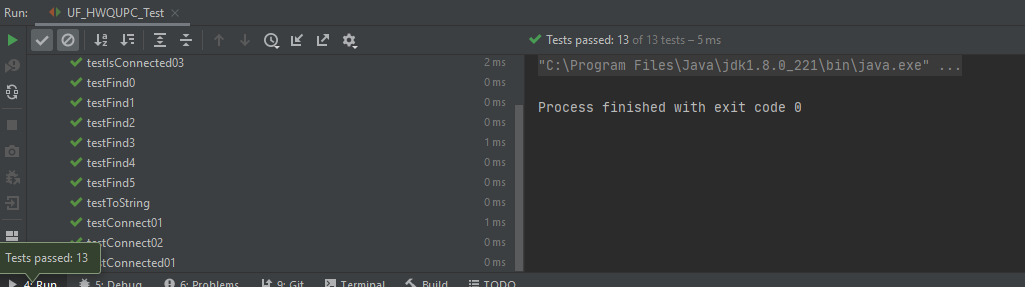 Run: UF_HWQUPC_Test
Tests passed: 13 of 13 tests – 5 ms
testIsConnected03 2 ms
testFind0 0 ms
testFind1 0 ms
testFind2 0 ms
testFind3 1 ms
testFind4 0 ms
testFind5 0 ms
testToString 0 ms
testConnect01 1 ms
testConnect02 0 ms
tConnected01 0 ms
"C:\Program Files\Java\jdk1.8.0_221\bin\java.exe" ...
Process finished with exit code 0
Tests passed: 13
4: Run 5: Debug 6: Problems 9: Git Terminal Build TODO